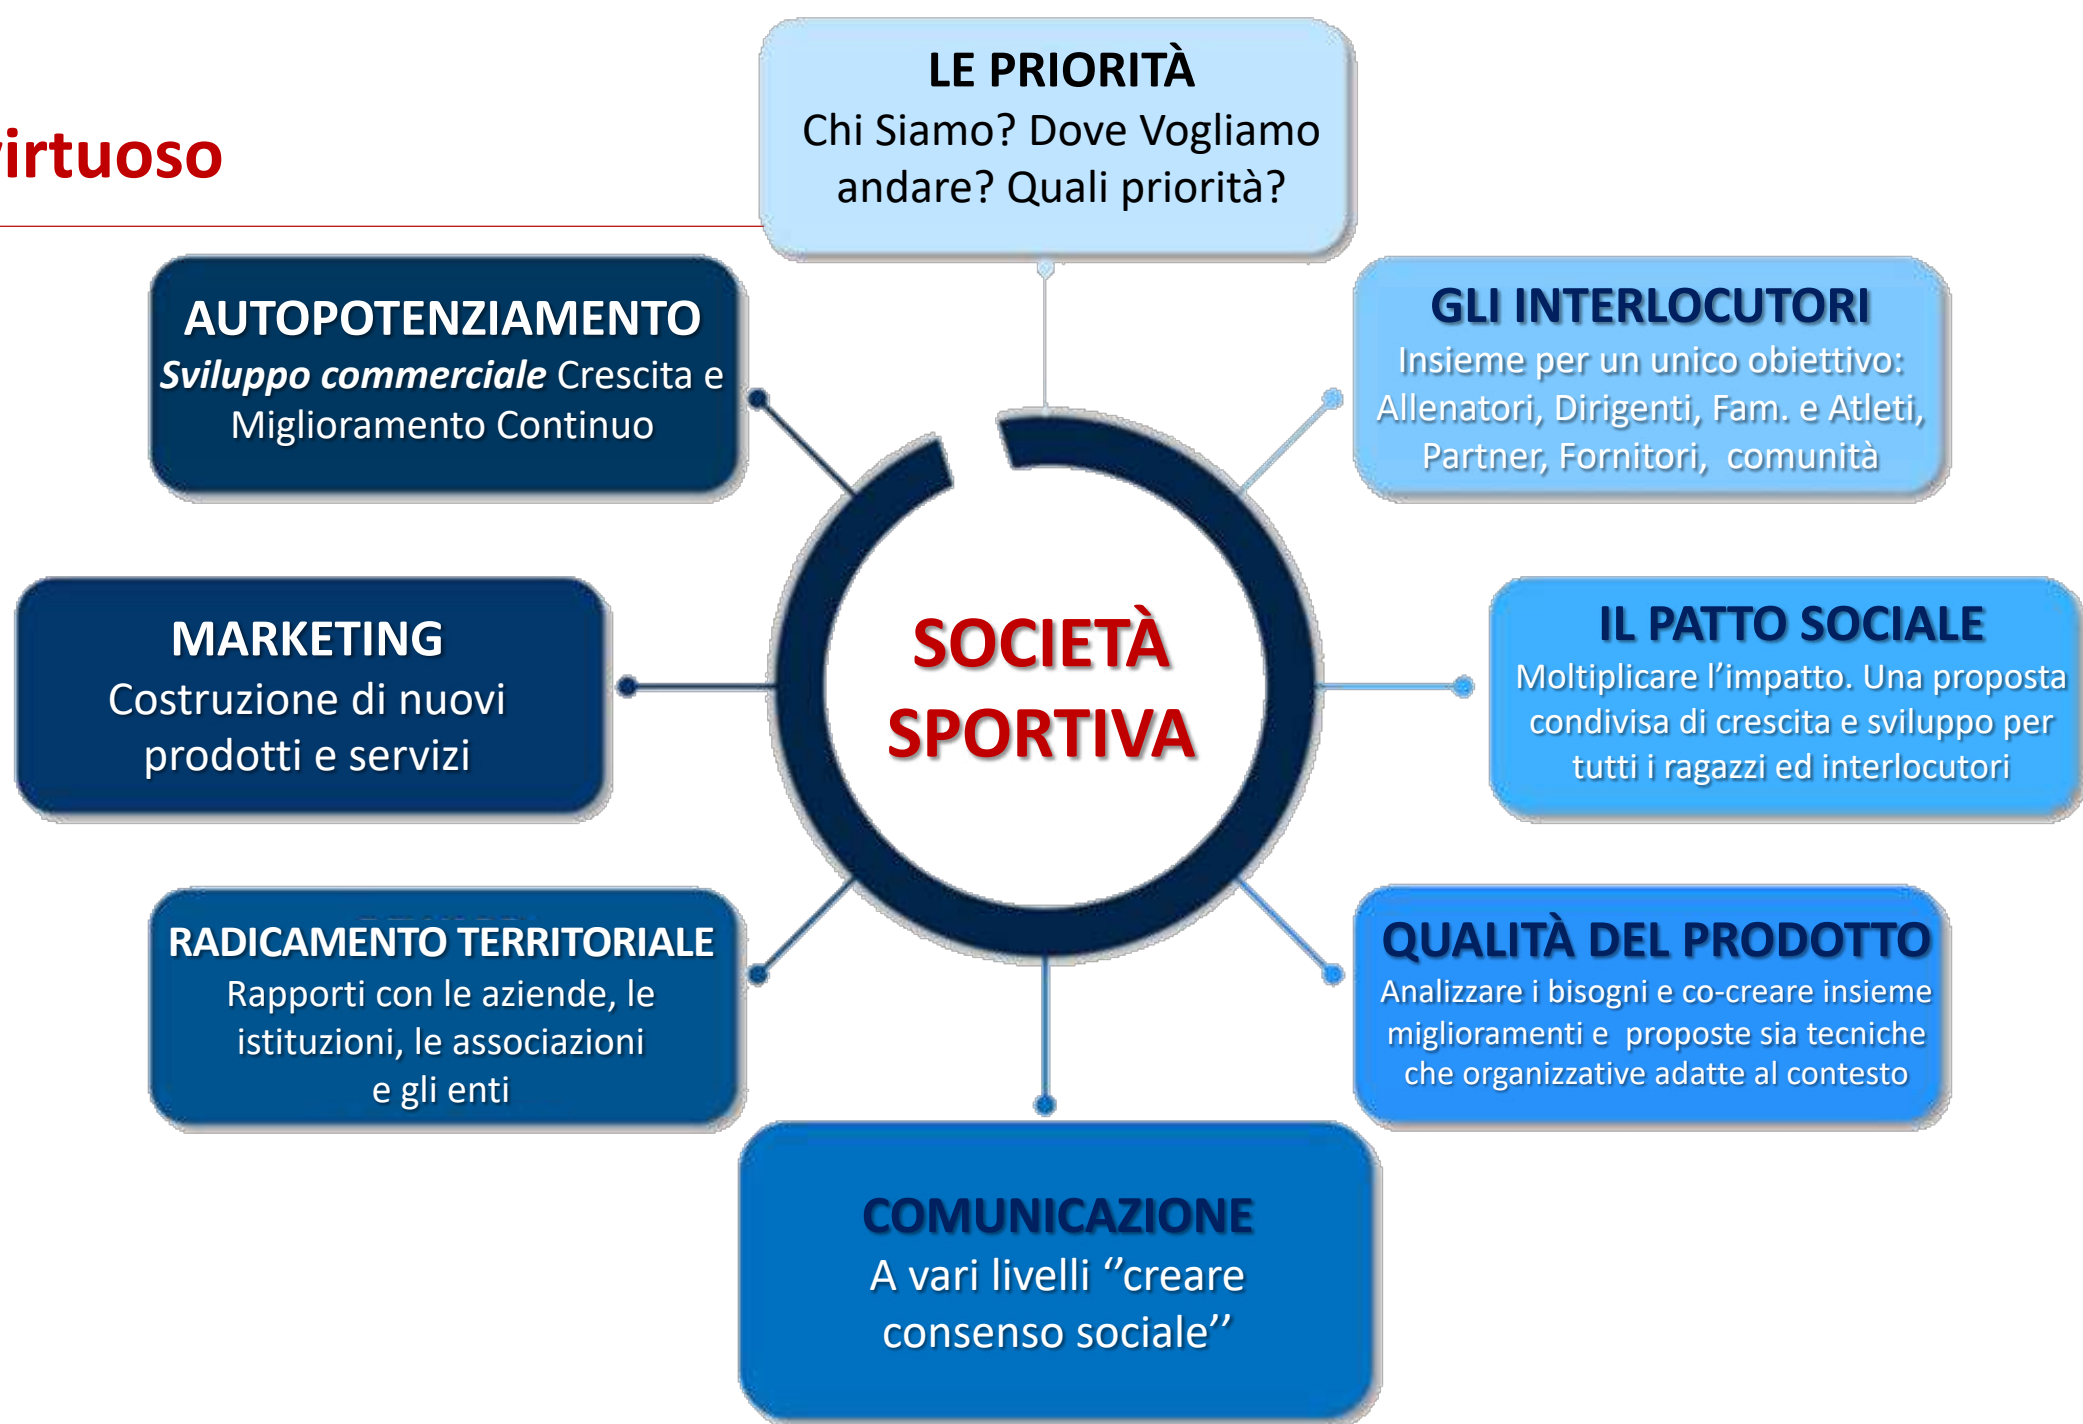 LE PRIORITÀ
Chi Siamo? Dove Vogliamo
andare? Quali priorità?
irtuoso
AUTOPOTENZIAMENTO
Sviluppo commerciale Crescita e
Miglioramento Continuo
GLI INTERLOCUTORI
Insieme per un unico obiettivo:
Allenatori, Dirigenti, Fam. e Atleti,
Partner, Fornitori, comunità
MARKETING
Costruzione di nuovi
prodotti e servizi
SOCIETÀ
SPORTIVA
IL PATTO SOCIALE
Moltiplicare l’impatto. Una proposta
condivisa di crescita e sviluppo per
tutti i ragazzi ed interlocutori
RADICAMENTO TERRITORIALE
Rapporti con le aziende, le
istituzioni, le associazioni
e gli enti
QUALITÀ DEL PRODOTTO
Analizzare i bisogni e co-creare insieme
miglioramenti e proposte sia tecniche
che organizzative adatte al contesto
COMUNICAZIONE
A vari livelli ‘’creare
consenso sociale’’